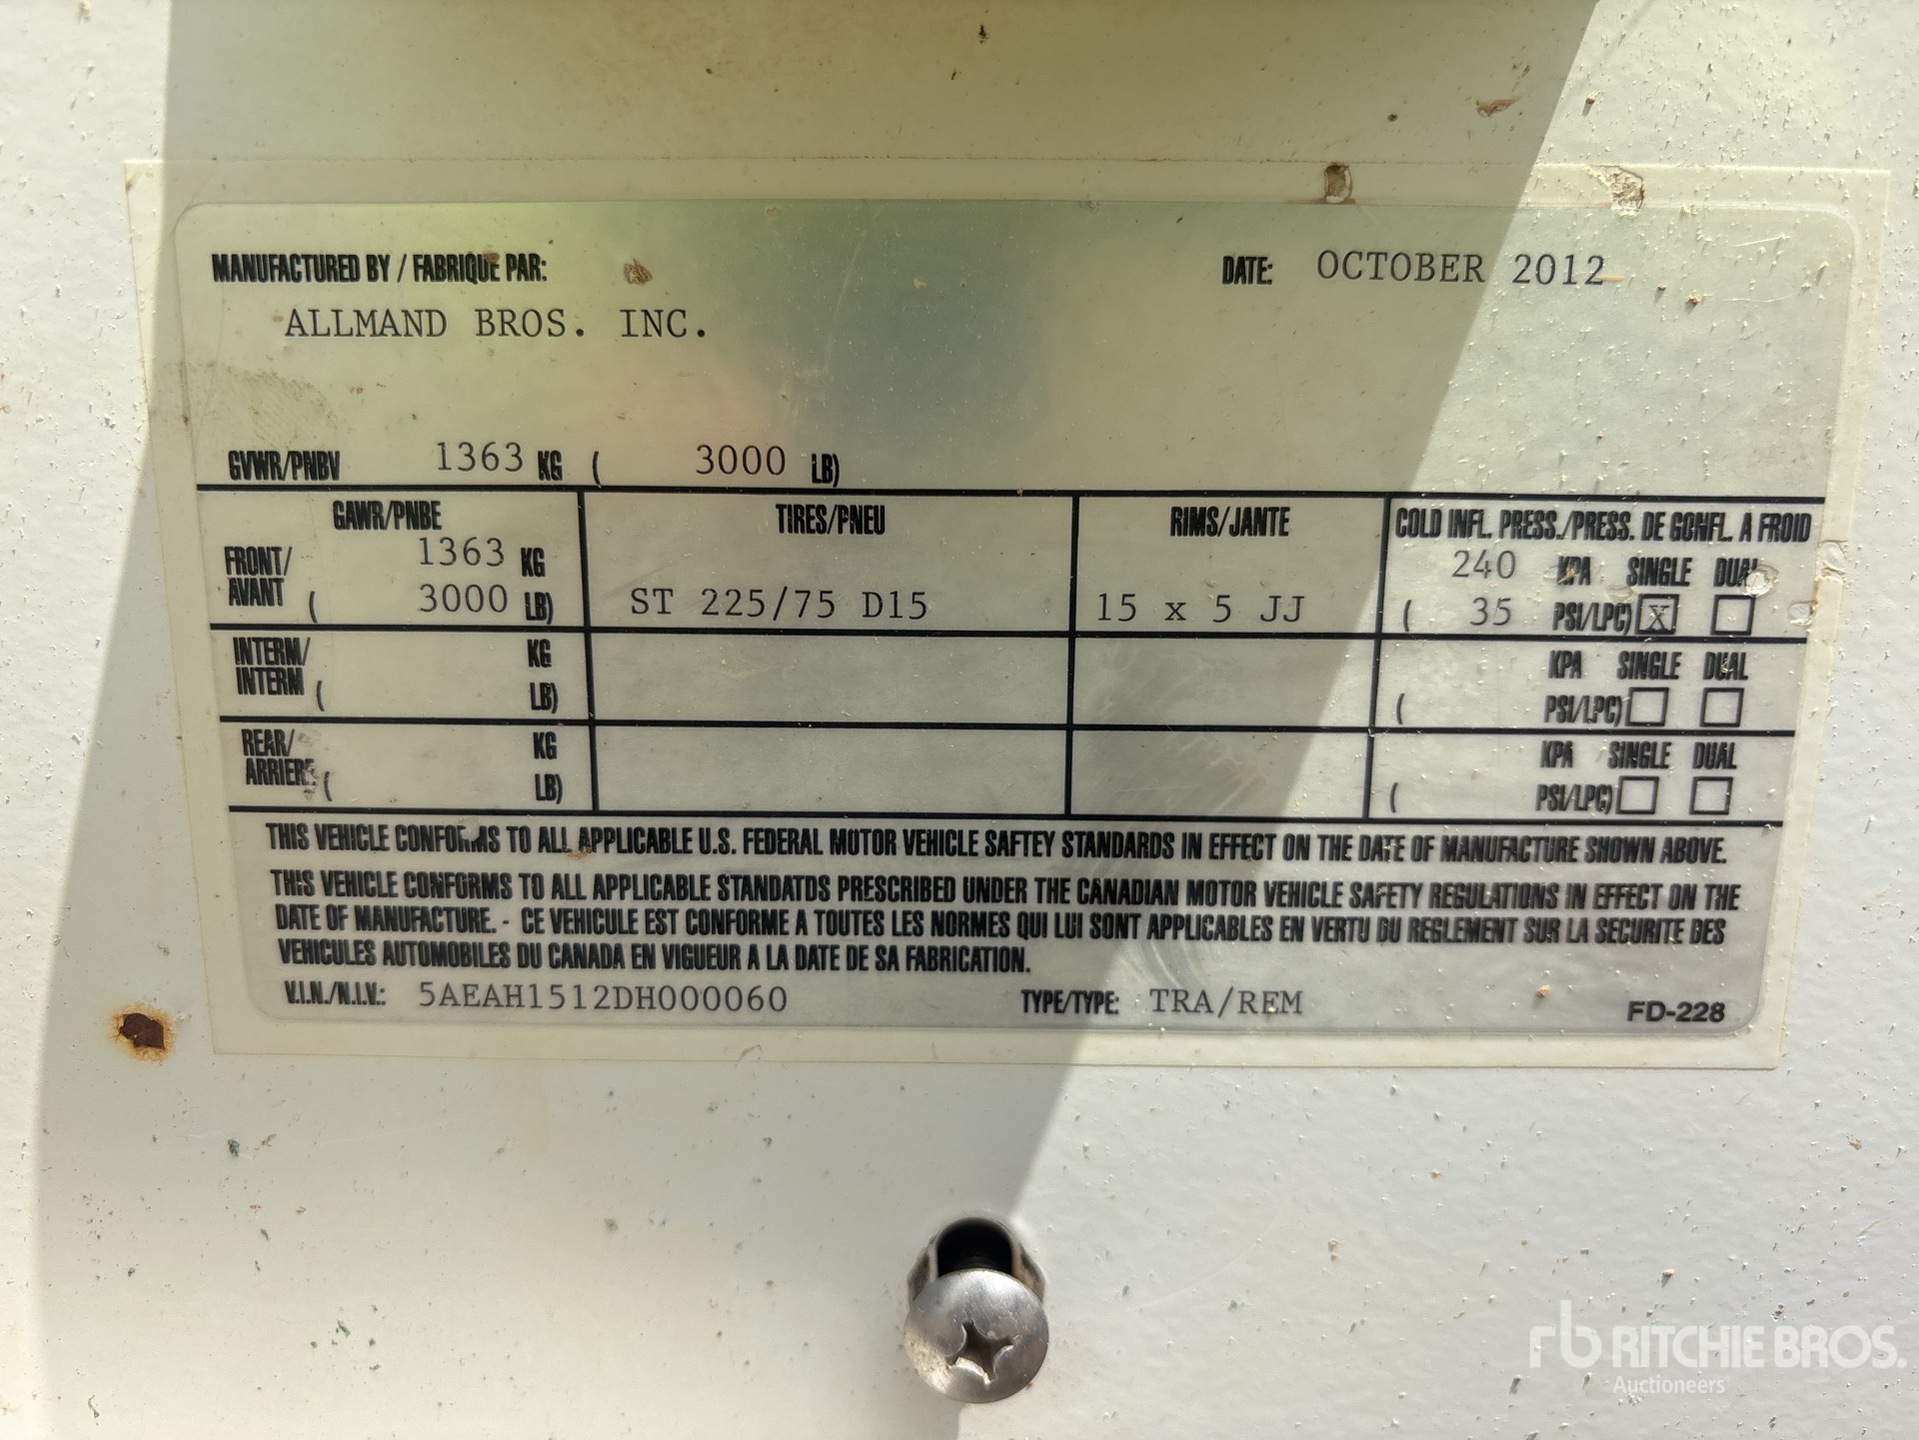 MANUFACTURED BY / FABRIQUE PAR: DATE: OCTOBER 2012
ALLMAND BROS. INC.
GVWR/PNBV 1363 KG ( 3000 LB)
GAWR/PNBE TIRES/PNEU RIMS/JANTE COLD INFL. PRESS./PRESS. DE GONFL. A FROID
FRONT/ 1363 KG 240 KPA SINGLE DUAL
AVANT ( 3000 LB) ST 225/75 D15 15 x 5 JJ ( 35 PSI/LPC) X
INTERM/ KG KPA SINGLE DUAL
INTERM ( LB) ( PSI/LPC)
REAR/ KG KPA SINGLE DUAL
ARRIERE ( LB) ( PSI/LPC)
THIS VEHICLE CONFORMS TO ALL APPLICABLE U.S. FEDERAL MOTOR VEHICLE SAFTEY STANDARDS IN EFFECT ON THE DATE OF MANUFACTURE SHOWN ABOVE.
THIS VEHICLE CONFORMS TO ALL APPLICABLE STANDATDS PRESCRIBED UNDER THE CANADIAN MOTOR VEHICLE SAFETY REGULATIONS IN EFFECT ON THE
DATE OF MANUFACTURE. - CE VEHICULE EST CONFORME A TOUTES LES NORMES QUI LUI SONT APPLICABLES EN VERTU DU REGLEMENT SUR LA SECURITE DES
VEHICULES AUTOMOBILES DU CANADA EN VIGUEUR A LA DATE DE SA FABRICATION.
V.I.N./N.I.V.: 5AEAH1512DH000060 TYPE/TYPE: TRA/REM FD-228
rb RITCHIE BROS.
Auctioneers